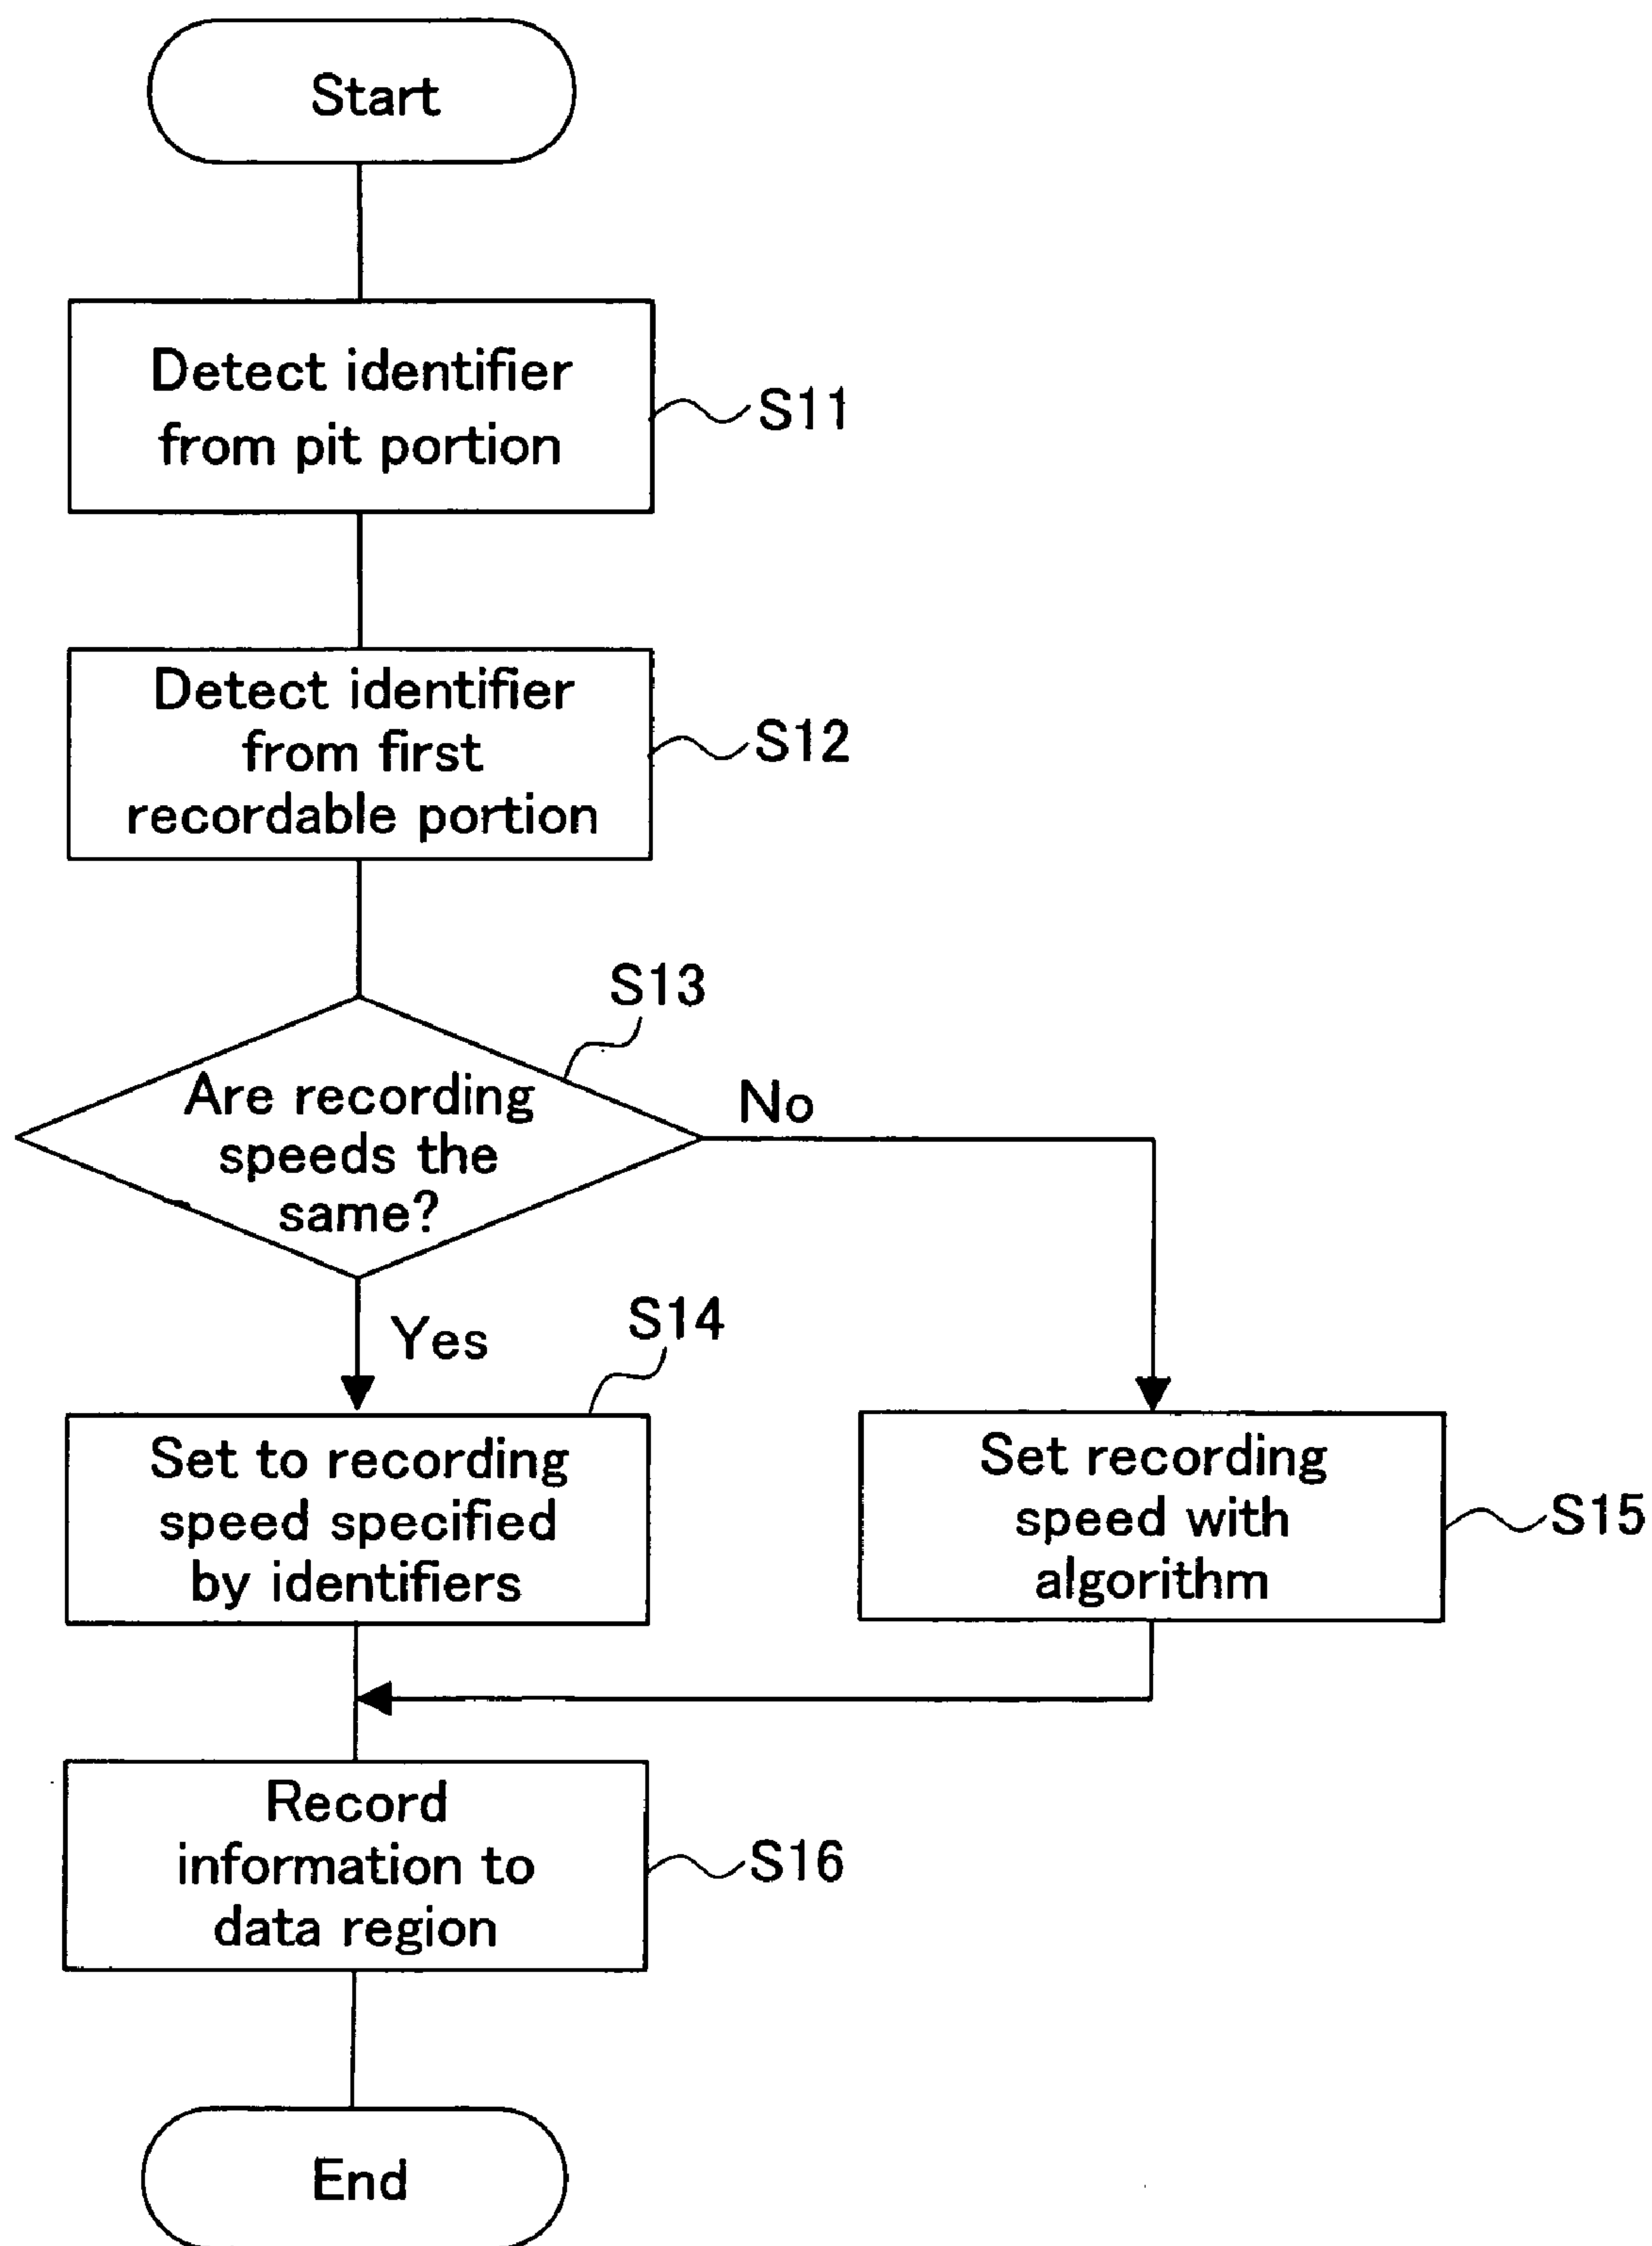 Start
Detect identifier
from pit portion
S11
Detect identifier
from first
recordable portion
S12
S13
Are recording
speeds the
same?
No
Yes
S14
Set to recording
speed specified
by identifiers
Set recording
speed with
algorithm
S15
Record
information to
data region
S16
End